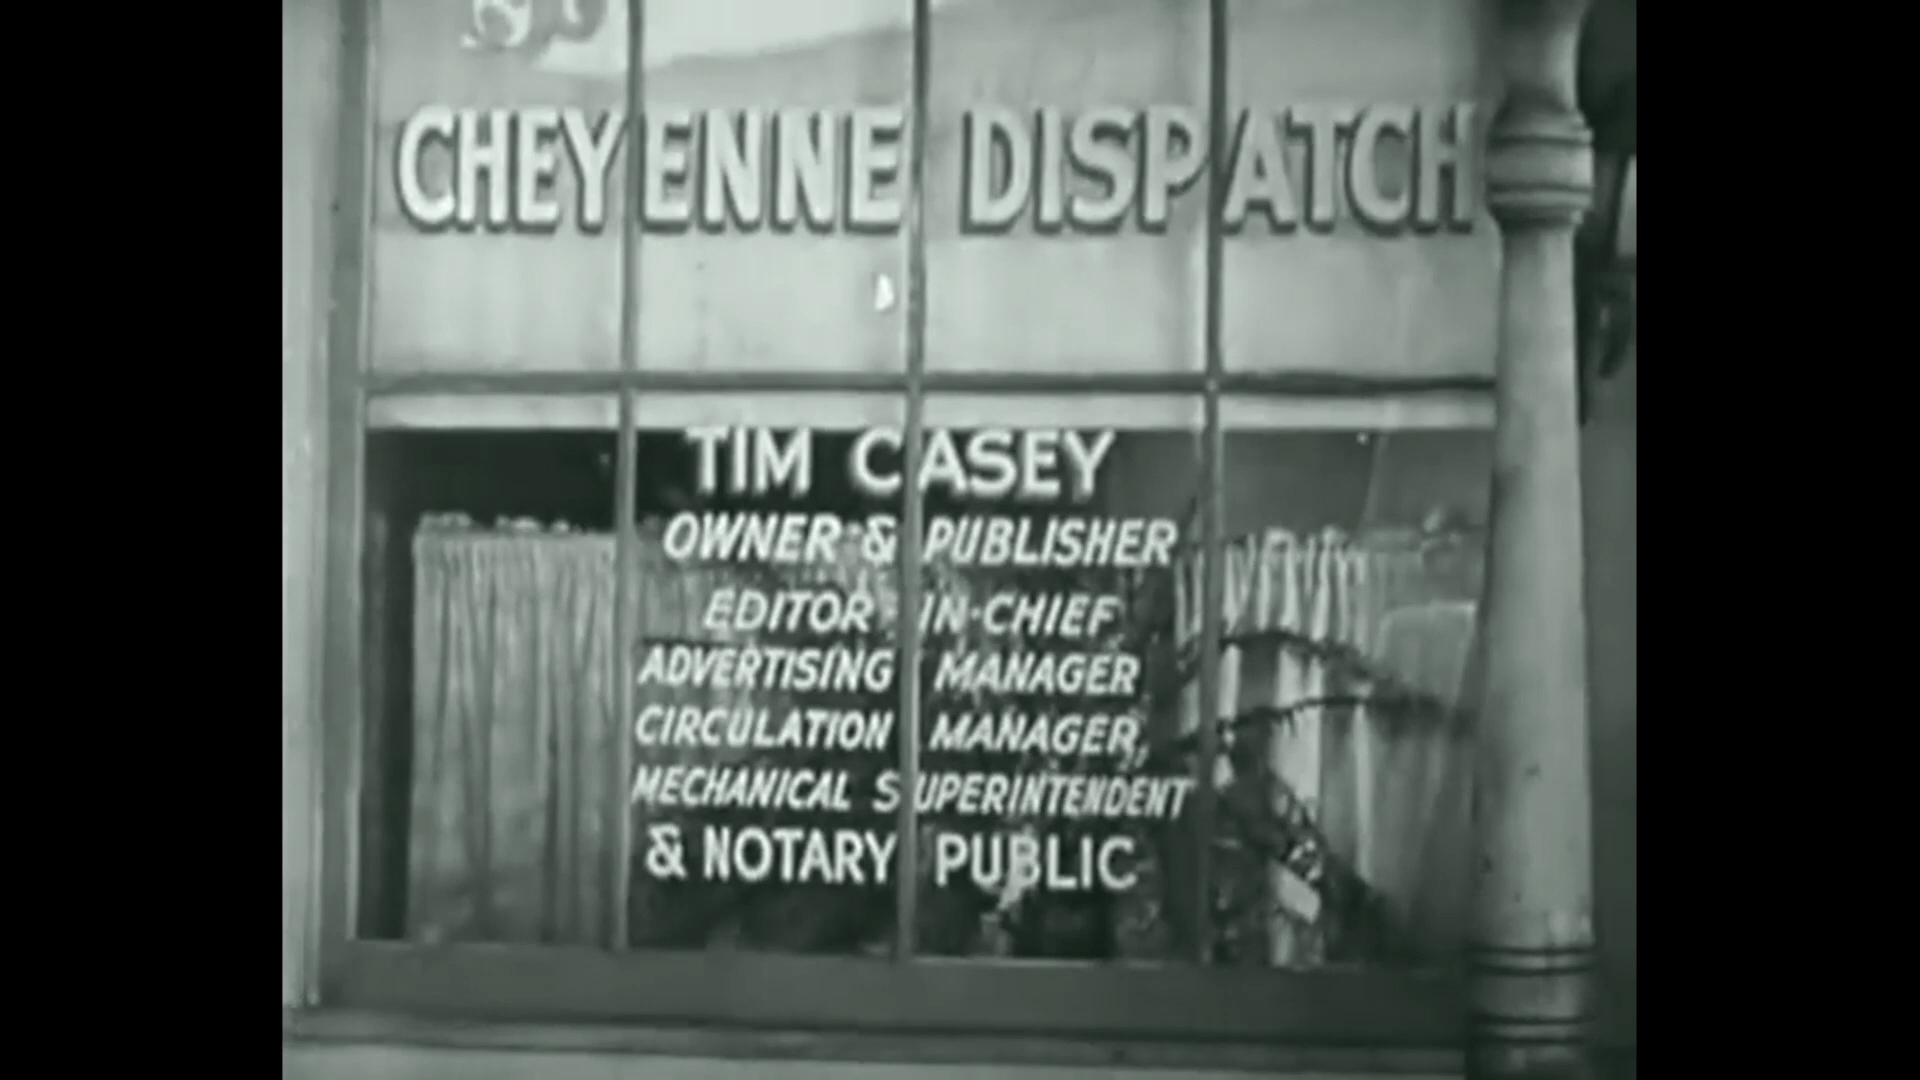 CHEYENNE DISPATCH
TIM CASEY
OWNER & PUBLISHER
EDITOR-IN-CHIEF
ADVERTISING MANAGER
CIRCULATION MANAGER,
MECHANICAL SUPERINTENDENT
& NOTARY PUBLIC